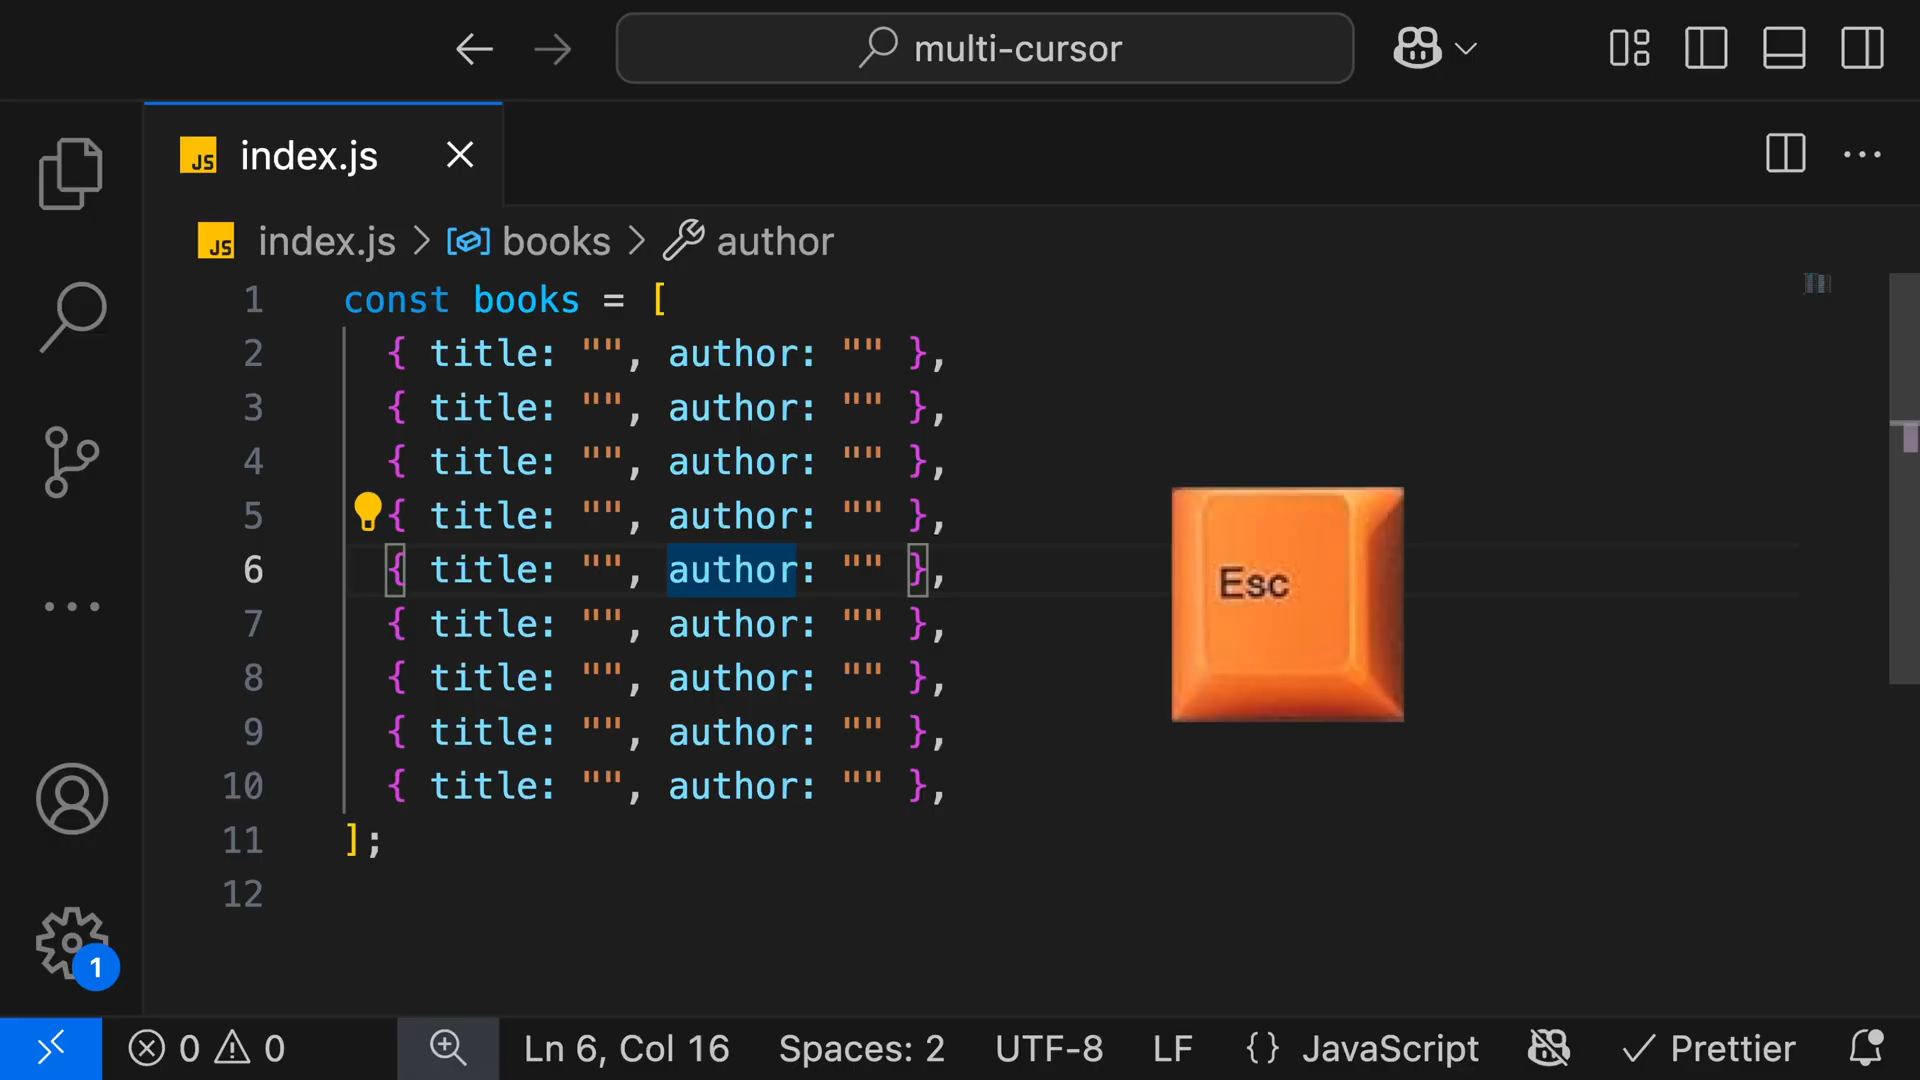 multi-cursor
JS index.js
JS index.js > books > author
1 const books = [
2 { title: "", author: "" },
3 { title: "", author: "" },
4 { title: "", author: "" },
5 { title: "", author: "" },
6 { title: "", author: "" },
7 { title: "", author: "" },
8 { title: "", author: "" },
9 { title: "", author: "" },
10 { title: "", author: "" },
11 ];
12
Esc
1
0 0 Ln 6, Col 16 Spaces: 2 UTF-8 LF {} JavaScript Prettier